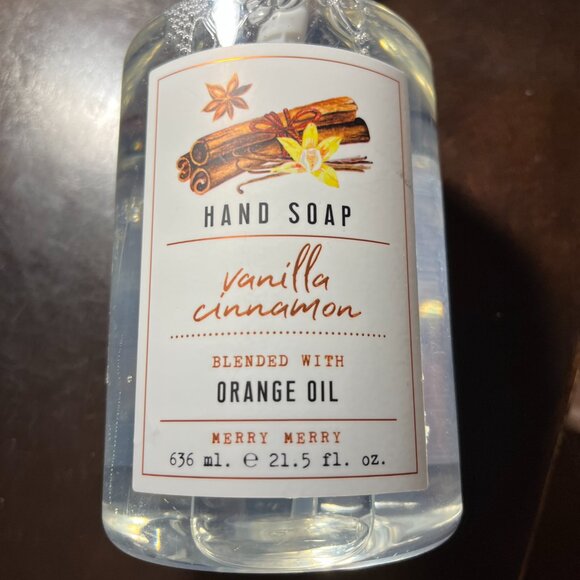 HAND SOAP
vanilla
cinnamon
BLENDED WITH
ORANGE OIL
MERRY MERRY
636 ml. ℮ 21.5 fl. oz.